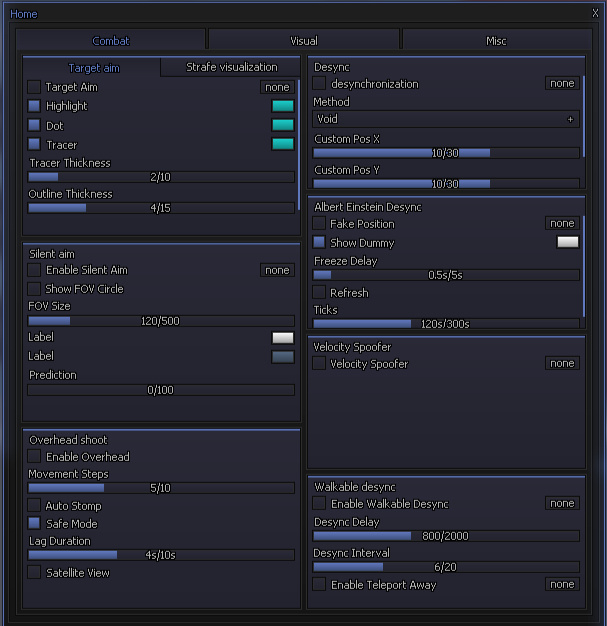 Home
X
Combat
Visual
Misc
Target aim
Strafe visualization
Target Aim
none
Highlight
Dot
Tracer
Tracer Thickness
2/10
Outline Thickness
4/15
Silent aim
Enable Silent Aim
none
Show FOV Circle
FOV Size
120/500
Label
Label
Prediction
0/100
Overhead shoot
Enable Overhead
Movement Steps
5/10
Auto Stomp
Safe Mode
Lag Duration
4s/10s
Satellite View
Desync
desynchronization
none
Method
Void
+
Custom Pos X
10/30
Custom Pos Y
10/30
Albert Einstein Desync
Fake Position
none
Show Dummy
Freeze Delay
0.5s/5s
Refresh
Ticks
120s/300s
Velocity Spoofer
Velocity Spoofer
none
Walkable desync
Enable Walkable Desync
none
Desync Delay
800/2000
Desync Interval
6/20
Enable Teleport Away
none